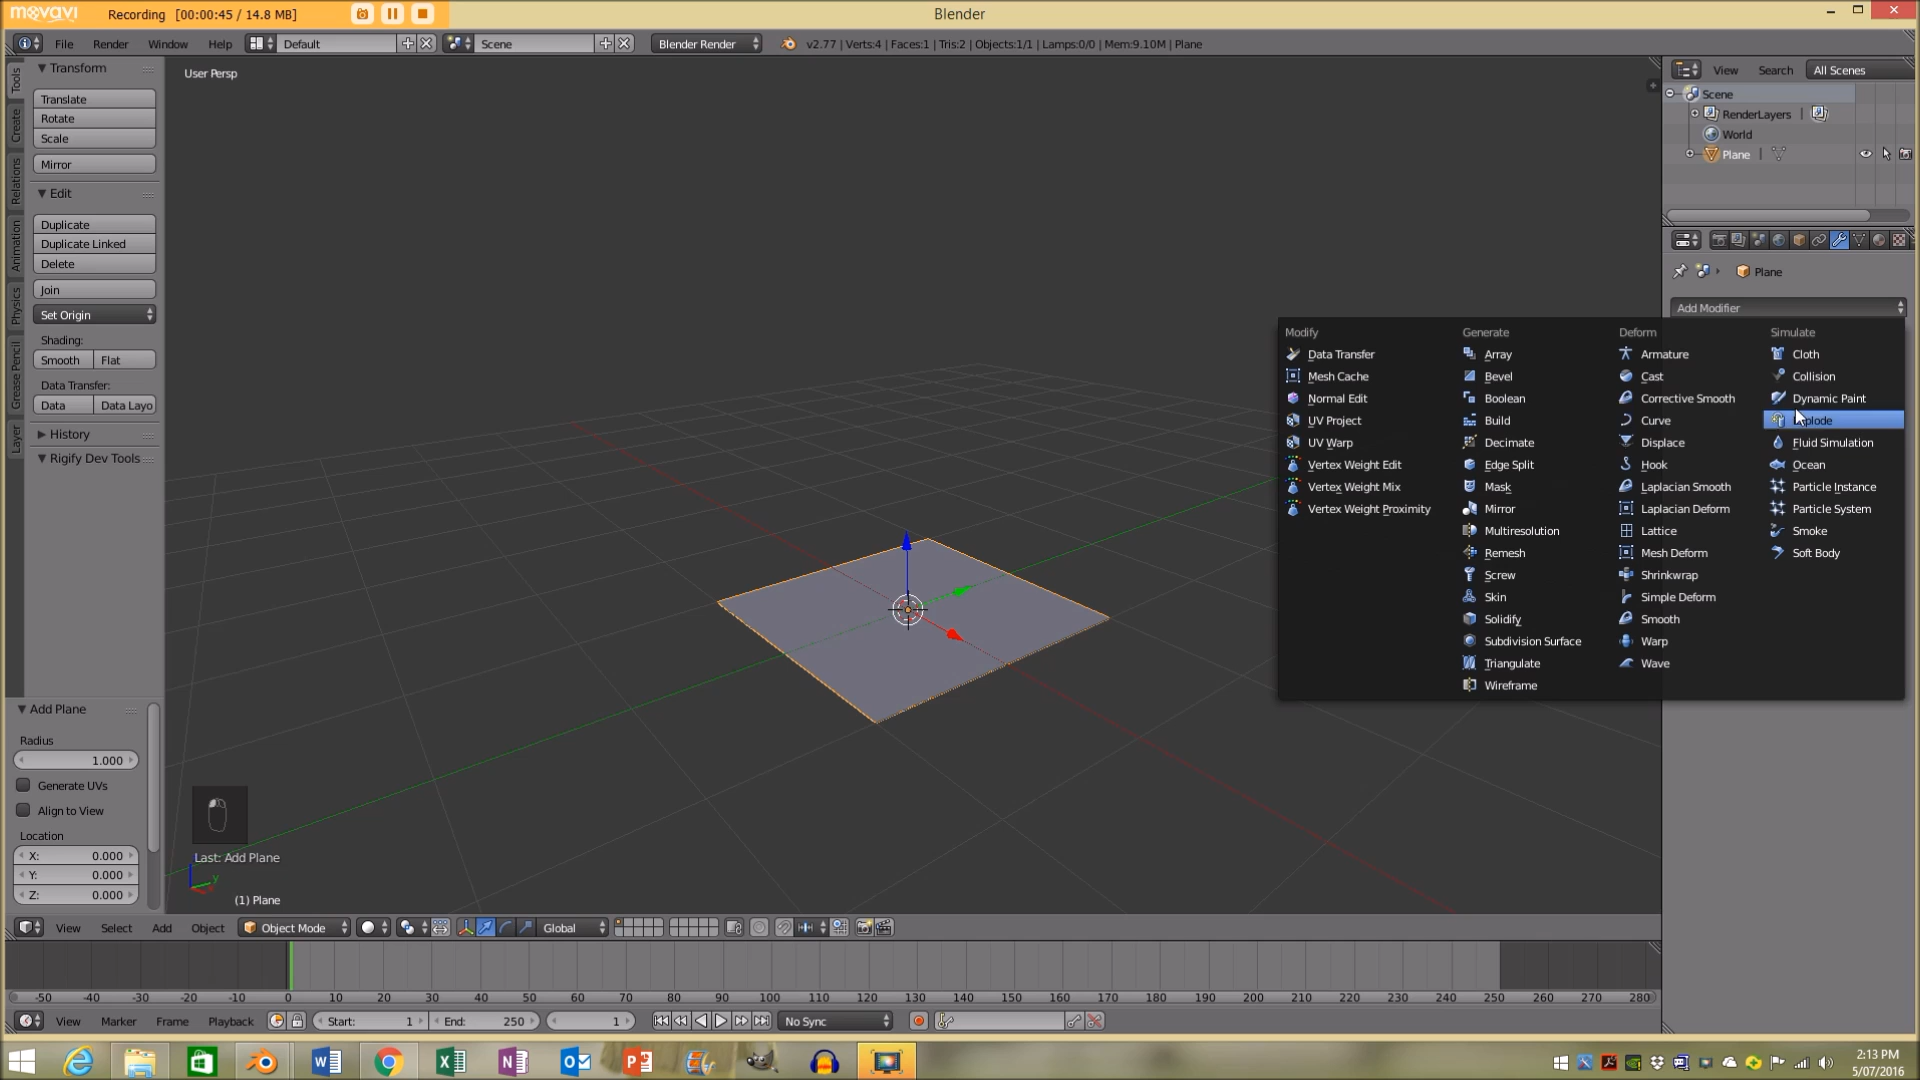 movavi Recording [00:00:45 / 14.8 MB] Blender
File Render Window Help Default Scene Blender Render v2.77 | Verts:4 | Faces:1 | Tris:2 | Objects:1/1 | Lamps:0/0 | Mem:9.10M | Plane
Tools
Create
Relations
Animation
Physics
Grease Pencil
Layer
Transform
Translate
Rotate
Scale
Mirror
Edit
Duplicate
Duplicate Linked
Delete
Join
Set Origin
Shading:
Smooth Flat
Data Transfer:
Data Data Layo
History
Rigify Dev Tools
Add Plane
Radius
1.000
Generate UVs
Align to View
Location
X: 0.000
Y: 0.000
Z: 0.000
User Persp
Last: Add Plane
y
(1) Plane
View Search All Scenes
Scene
RenderLayers
World
Plane
Plane
Add Modifier
Modify
Data Transfer
Mesh Cache
Normal Edit
UV Project
UV Warp
Vertex Weight Edit
Vertex Weight Mix
Vertex Weight Proximity
Generate
Array
Bevel
Boolean
Build
Decimate
Edge Split
Mask
Mirror
Multiresolution
Remesh
Screw
Skin
Solidify
Subdivision Surface
Triangulate
Wireframe
Deform
Armature
Cast
Corrective Smooth
Curve
Displace
Hook
Laplacian Smooth
Laplacian Deform
Lattice
Mesh Deform
Shrinkwrap
Simple Deform
Smooth
Warp
Wave
Simulate
Cloth
Collision
Dynamic Paint
plode
Fluid Simulation
Ocean
Particle Instance
Particle System
Smoke
Soft Body
View Select Add Object Object Mode Global
-50 -40 -30 -20 -10 0 10 20 30 40 50 60 70 80 90 100 110 120 130 140 150 160 170 180 190 200 210 220 230 240 250 260 270 280
View Marker Frame Playback Start: 1 End: 250 1 No Sync
2:13 PM
5/07/2016